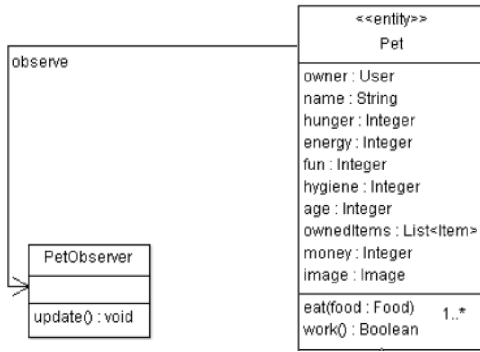 <<entity>>
Pet
observe
owner : User
name : String
hunger : Integer
energy : Integer
fun : Integer
hygiene : Integer
age : Integer
ownedItems : List<Item>
money : Integer
image : Image
PetObserver
update() : void
eat(food : Food)
1..*
work() : Boolean